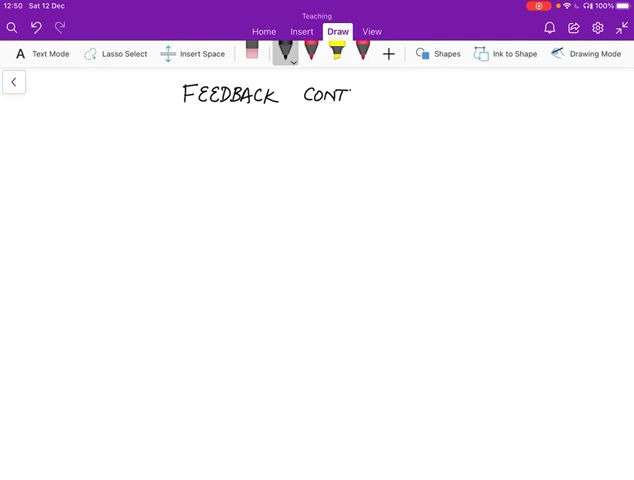 12:50 Sat 12 Dec 100%
Teaching
Home Insert Draw View
A Text Mode Lasso Select Insert Space Shapes Ink to Shape Drawing Mode
FEEDBACK CONT